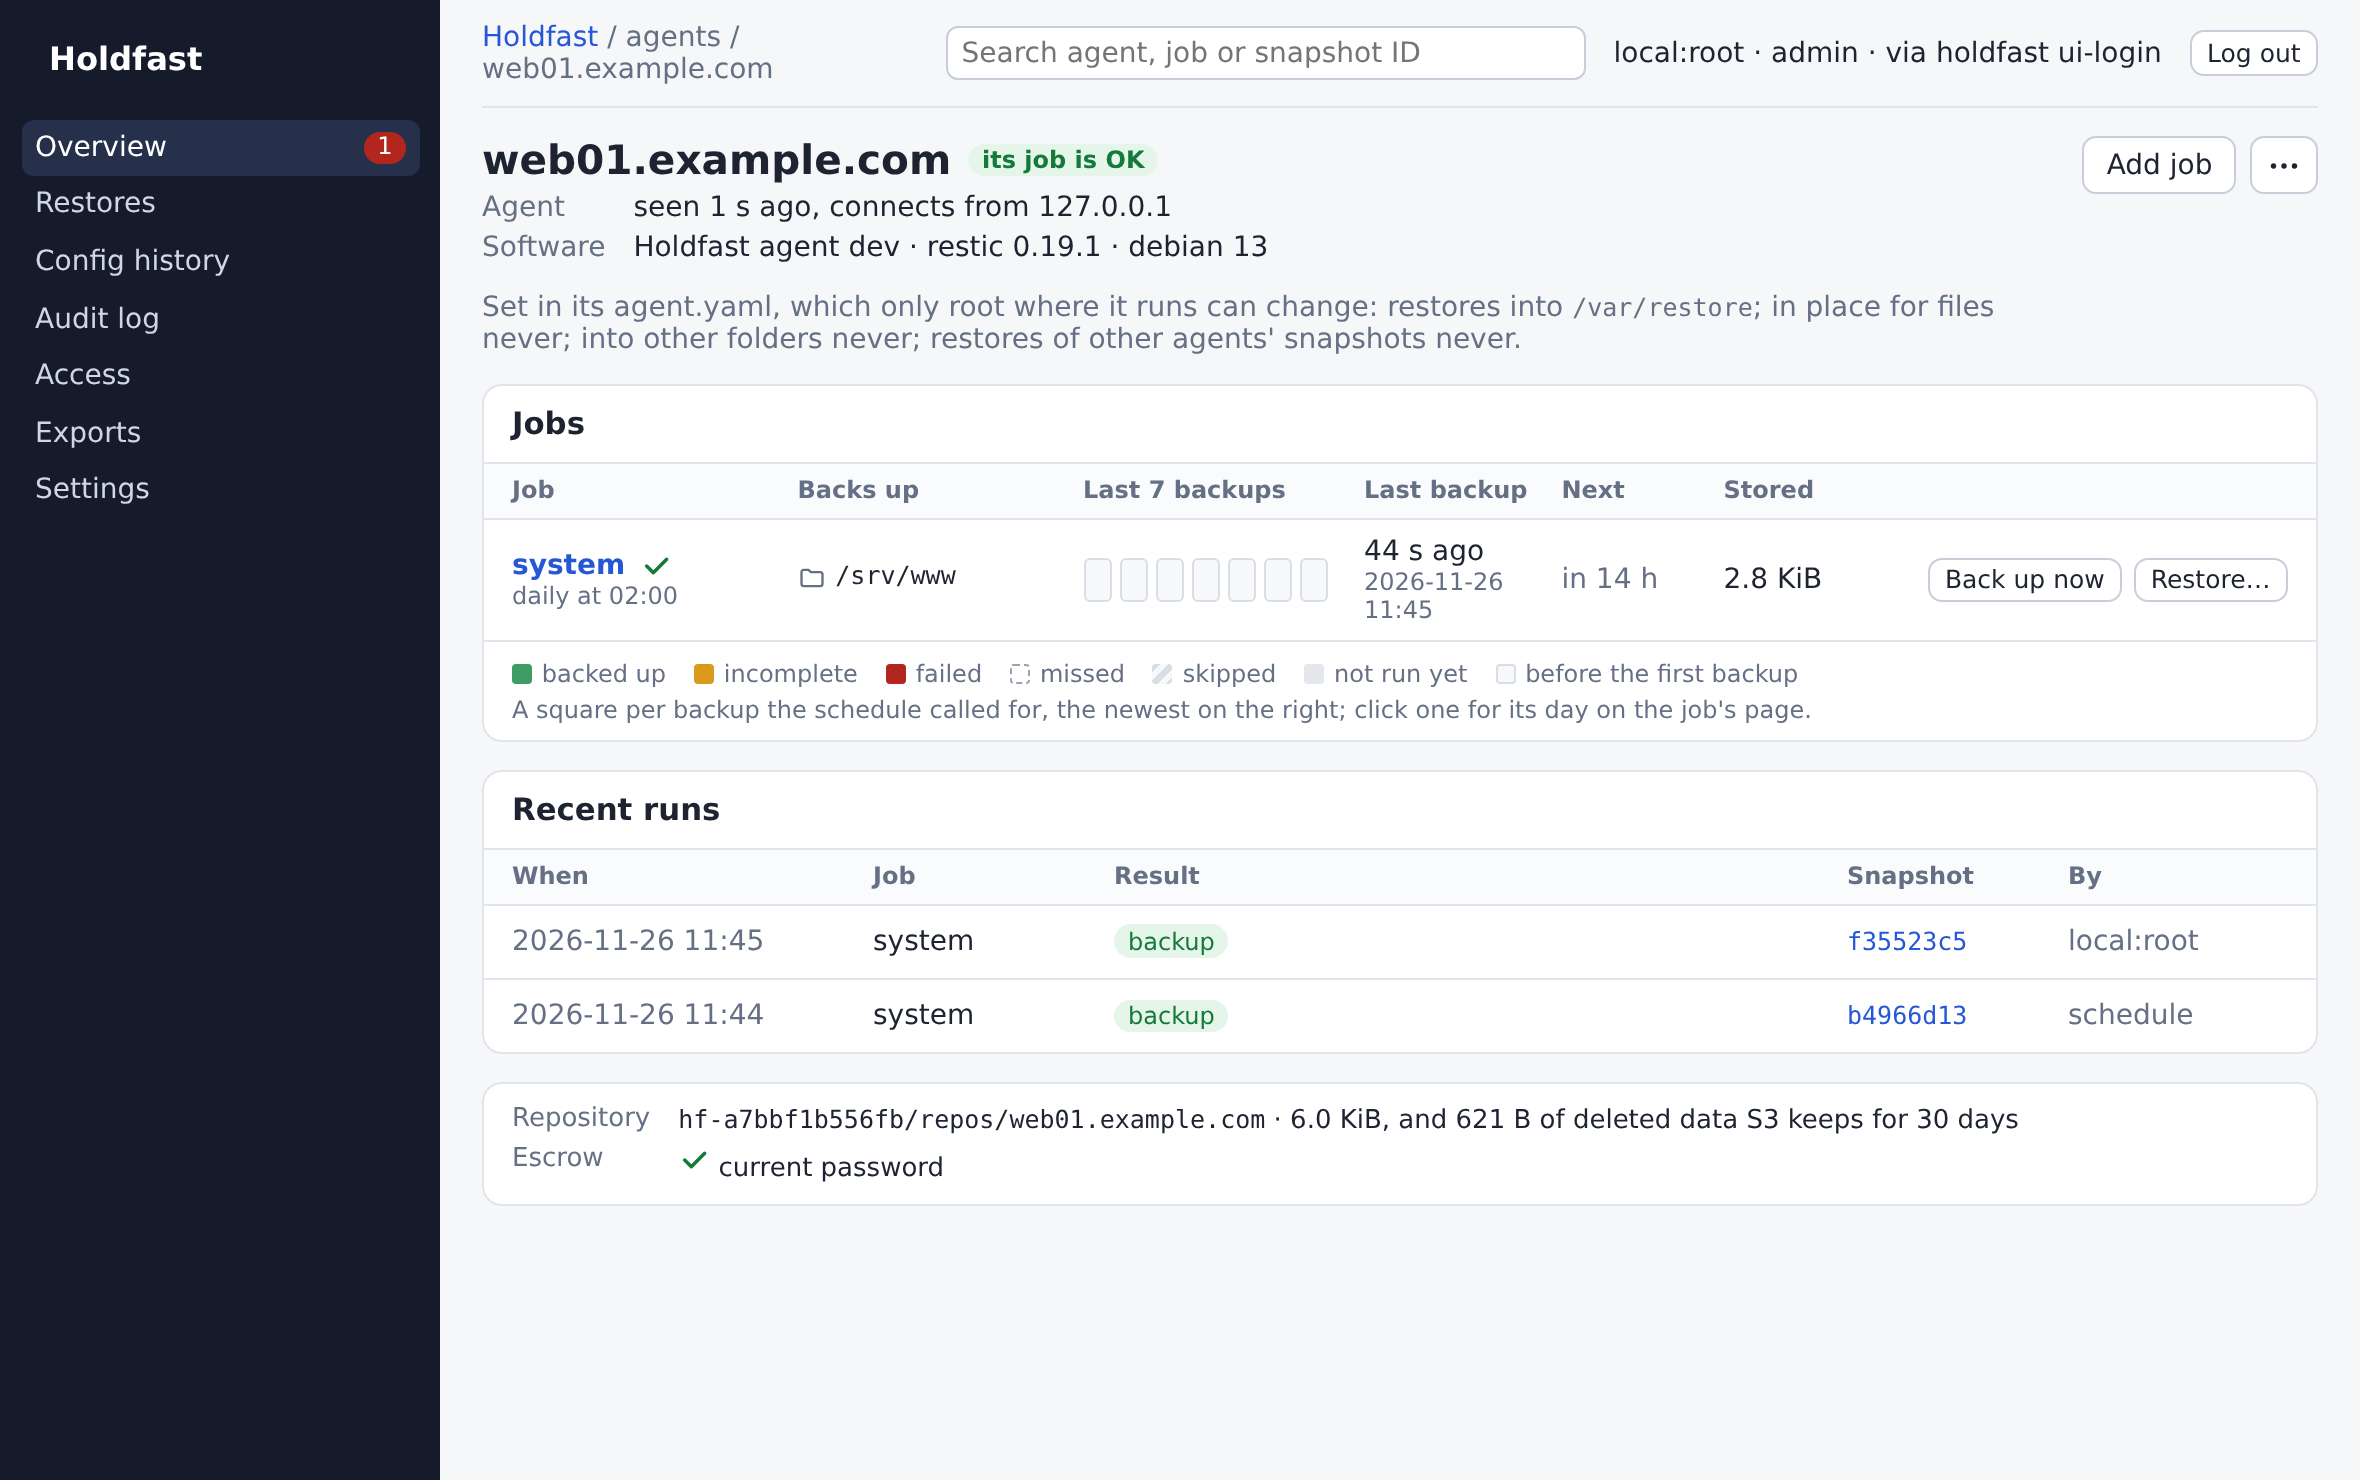 Holdfast
Overview 1
Restores
Config history
Audit log
Access
Exports
Settings
Holdfast / agents /
web01.example.com
Search agent, job or snapshot ID
local:root · admin · via holdfast ui-login
Log out
web01.example.com its job is OK
Add job
Agent seen 1 s ago, connects from 127.0.0.1
Software Holdfast agent dev · restic 0.19.1 · debian 13
Set in its agent.yaml, which only root where it runs can change: restores into /var/restore; in place for files
never; into other folders never; restores of other agents' snapshots never.
Jobs
Job Backs up Last 7 backups Last backup Next Stored
system
daily at 02:00
/srv/www
44 s ago
2026-11-26
11:45
in 14 h
2.8 KiB
Back up now Restore...
backed up incomplete failed missed skipped not run yet before the first backup
A square per backup the schedule called for, the newest on the right; click one for its day on the job's page.
Recent runs
When Job Result Snapshot By
2026-11-26 11:45 system backup f35523c5 local:root
2026-11-26 11:44 system backup b4966d13 schedule
Repository hf-a7bbf1b556fb/repos/web01.example.com · 6.0 KiB, and 621 B of deleted data S3 keeps for 30 days
Escrow current password